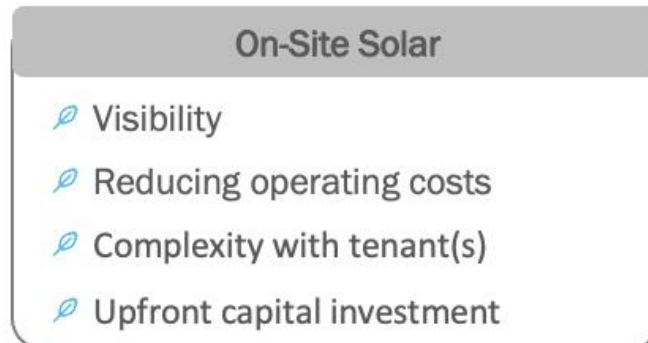 On-Site Solar
Visibility
Reducing operating costs
Complexity with tenant(s)
Upfront capital investment